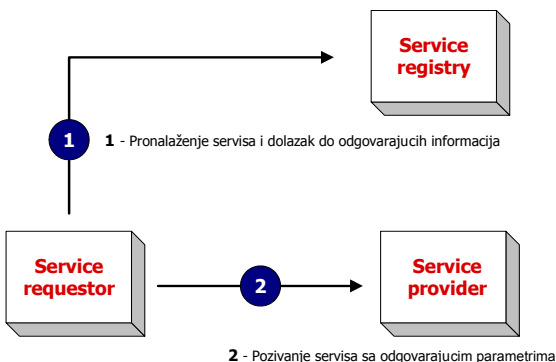 Service
registry
1
1 - Pronalaženje servisa i dolazak do odgovarajucih informacija
Service
requestor
2
Service
provider
2 - Pozivanje servisa sa odgovarajucim parametrima